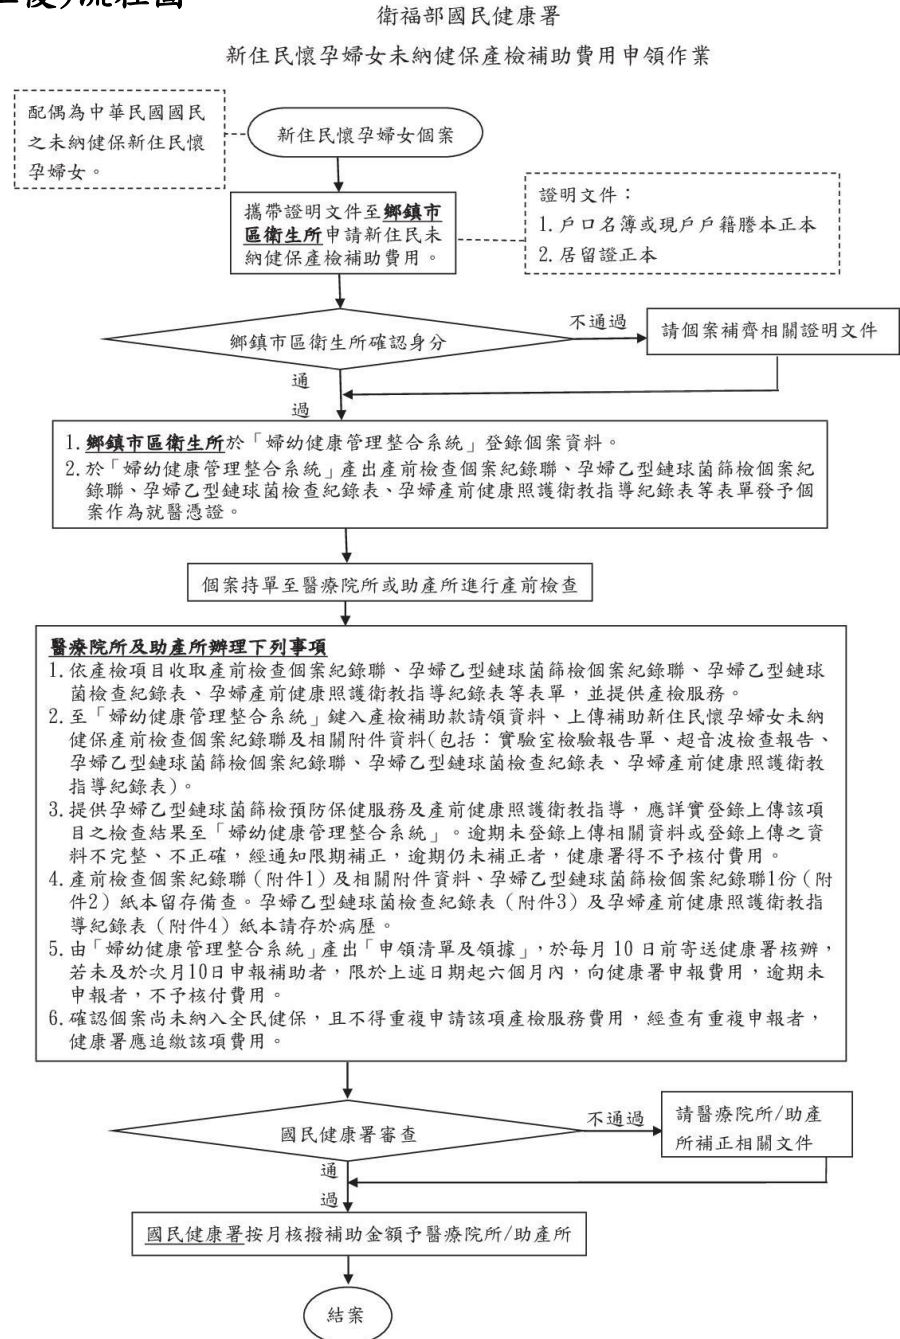 衛福部國民健康署
新住民懷孕婦女未納健保產檢補助費用申領作業
配偶為中華民國國民
之未納健保新住民懷
孕婦女。
新住民懷孕婦女個案
攜帶證明文件至鄉鎮市
區衛生所申請新住民未
納健保產檢補助費用。
證明文件：
1.戶口名簿或現戶戶籍謄本正本
2.居留證正本
鄉鎮市區衛生所確認身分
不通過
請個案補齊相關證明文件
通
過
1.鄉鎮市區衛生所於「婦幼健康管理整合系統」登錄個案資料。
2.於「婦幼健康管理整合系統」產出產前檢查個案紀錄聯、孕婦乙型鏈球菌篩檢個案紀
錄聯、孕婦乙型鏈球菌檢查紀錄表、孕婦產前健康照護衛教指導紀錄表等表單發予個
案作為就醫憑證。
個案持單至醫療院所或助產所進行產前檢查
醫療院所及助產所辦理下列事項
1.依產檢項目收取產前檢查個案紀錄聯、孕婦乙型鏈球菌篩檢個案紀錄聯、孕婦乙型鏈球
菌檢查紀錄表、孕婦產前健康照護衛教指導紀錄表等表單，並提供產檢服務。
2.至「婦幼健康管理整合系統」鍵入產檢補助款請領資料、上傳補助新住民懷孕婦女未納
健保產前檢查個案紀錄聯及相關附件資料(包括：實驗室檢驗報告單、超音波檢查報告、
孕婦乙型鏈球菌篩檢個案紀錄聯、孕婦乙型鏈球菌檢查紀錄表、孕婦產前健康照護衛教
指導紀錄表)。
3.提供孕婦乙型鏈球菌篩檢預防保健服務及產前健康照護衛教指導，應詳實登錄上傳該項
目之檢查結果至「婦幼健康管理整合系統」。逾期未登錄上傳相關資料或登錄上傳之資
料不完整、不正確，經通知限期補正，逾期仍未補正者，健康署得不予核付費用。
4.產前檢查個案紀錄聯（附件1）及相關附件資料、孕婦乙型鏈球菌篩檢個案紀錄聯1份（附
件2）紙本留存備查。孕婦乙型鏈球菌檢查紀錄表（附件3）及孕婦產前健康照護衛教指
導紀錄表（附件4）紙本請存於病歷。
5.由「婦幼健康管理整合系統」產出「申領清單及領據」，於每月 10 日前寄送健康署核辦，
若未及於次月10日申報補助者，限於上述日期起六個月內，向健康署申報費用，逾期未
申報者，不予核付費用。
6.確認個案尚未納入全民健保，且不得重複申請該項產檢服務費用，經查有重複申報者，
健康署應追繳該項費用。
國民健康署審查
不通過
請醫療院所/助產
所補正相關文件
通
過
國民健康署按月核撥補助金額予醫療院所/助產所
結案